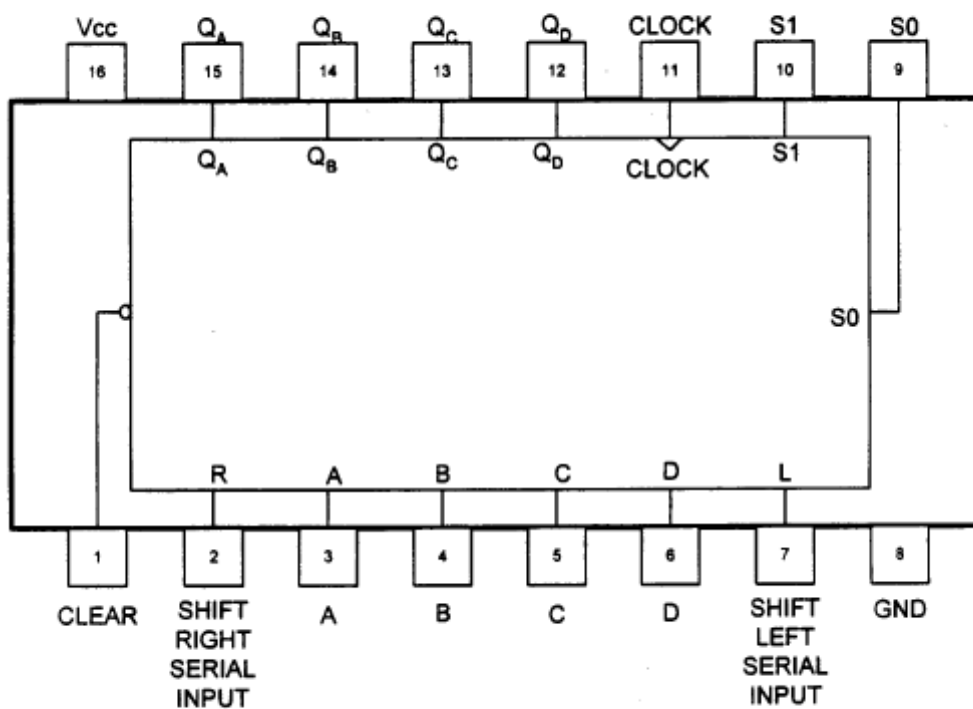 Vcc QA QB QC QD CLOCK S1 S0
16 15 14 13 12 11 10 9
QA QB QC QD CLOCK S1
S0
R A B C D L
1 2 3 4 5 6 7 8
CLEAR SHIFT RIGHT SERIAL INPUT A B C D SHIFT LEFT SERIAL INPUT GND